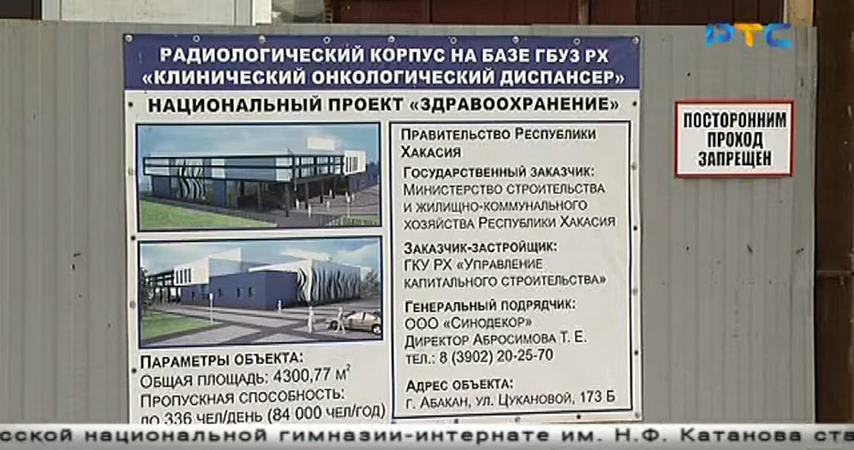 РТС
РАДИОЛОГИЧЕСКИЙ КОРПУС НА БАЗЕ ГБУЗ РХ
«КЛИНИЧЕСКИЙ ОНКОЛОГИЧЕСКИЙ ДИСПАНСЕР»
НАЦИОНАЛЬНЫЙ ПРОЕКТ «ЗДРАВООХРАНЕНИЕ»
ПРАВИТЕЛЬСТВО РЕСПУБЛИКИ
ХАКАСИЯ
ГОСУДАРСТВЕННЫЙ ЗАКАЗЧИК:
МИНИСТЕРСТВО СТРОИТЕЛЬСТВА
И ЖИЛИЩНО-КОММУНАЛЬНОГО
ХОЗЯЙСТВА РЕСПУБЛИКИ ХАКАСИЯ
ЗАКАЗЧИК-ЗАСТРОЙЩИК:
ГКУ РХ «УПРАВЛЕНИЕ
КАПИТАЛЬНОГО СТРОИТЕЛЬСТВА»
ГЕНЕРАЛЬНЫЙ ПОДРЯДЧИК:
ООО «СИНОДЕКОР»
ДИРЕКТОР АБРОСИМОВА Т. Е.
ТЕЛ.: 8 (3902) 20-25-70
АДРЕС ОБЪЕКТА:
Г. АБАКАН, УЛ. ЦУКАНОВОЙ, 173 Б
ПАРАМЕТРЫ ОБЪЕКТА:
ОБЩАЯ ПЛОЩАДЬ: 4300,77 М²
ПРОПУСКНАЯ СПОСОБНОСТЬ:
ДО 336 ЧЕЛ/ДЕНЬ (84 000 ЧЕЛ/ГОД)
ПОСТОРОННИМ
ПРОХОД
ЗАПРЕЩЕН
сской национальной гимназии-интернате им. Н.Ф. Катанова ста